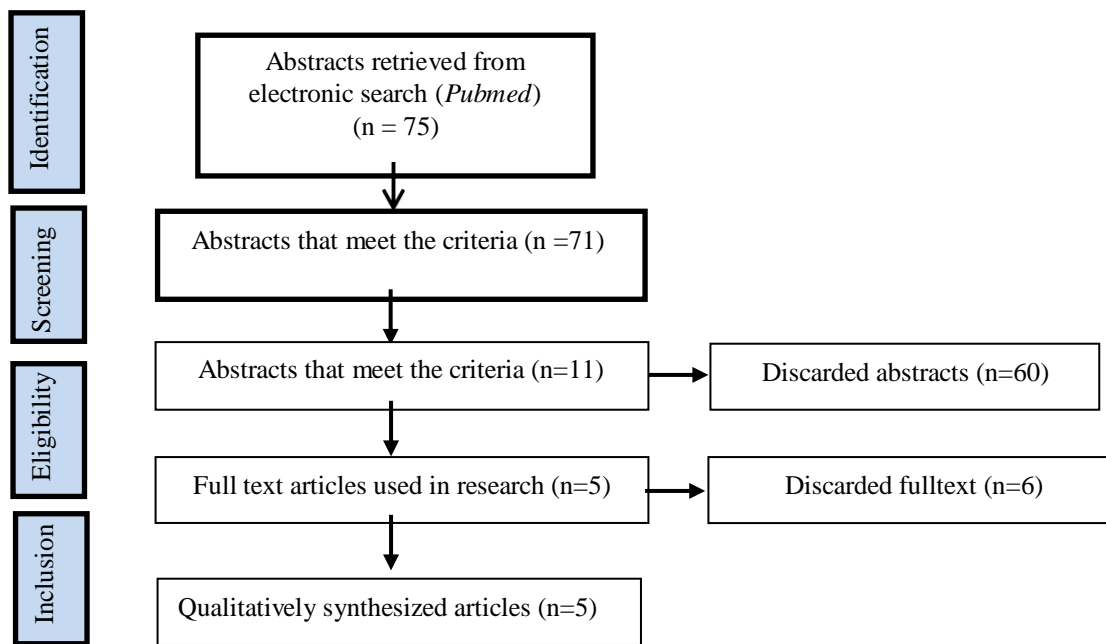 Identification
Abstracts retrieved from
electronic search (Pubmed)
(n = 75)
Screening
Abstracts that meet the criteria (n =71)
Eligibility
Abstracts that meet the criteria (n=11)
Discarded abstracts (n=60)
Full text articles used in research (n=5)
Discarded fulltext (n=6)
Inclusion
Qualitatively synthesized articles (n=5)